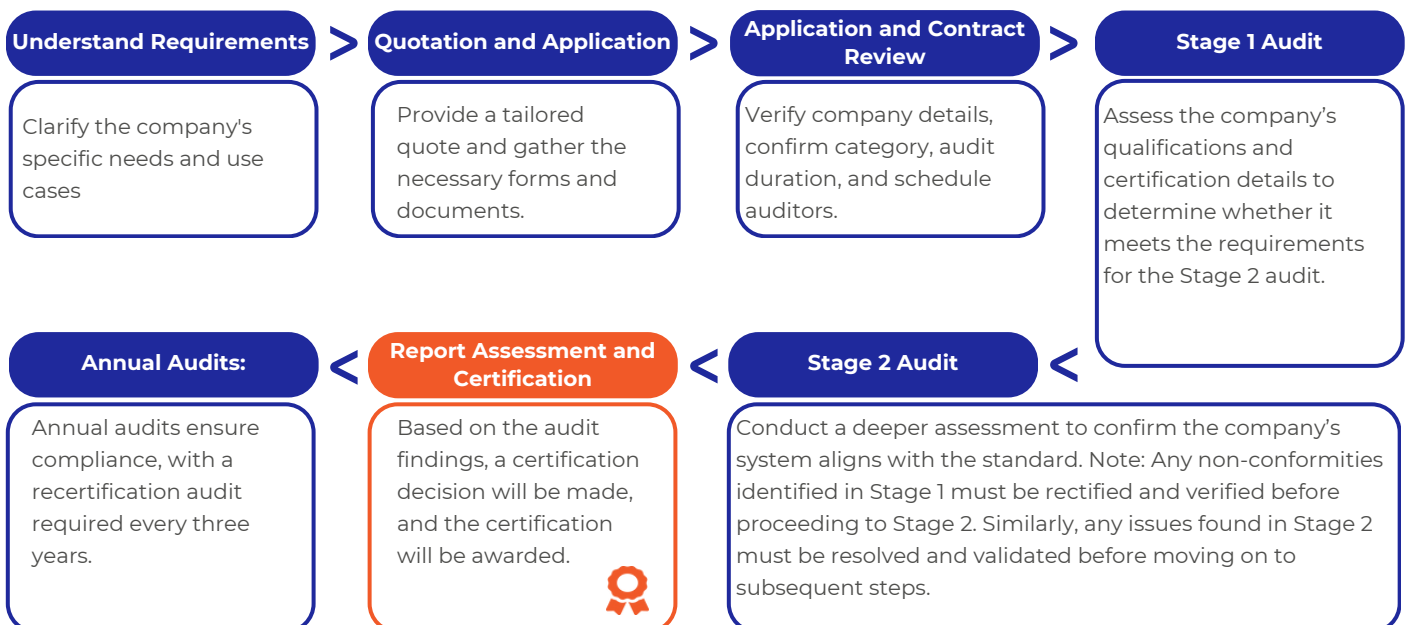 Understand Requirements
>
Quotation and Application
>
Application and Contract
Review
>
Stage 1 Audit
Clarify the company's
specific needs and use
cases
Provide a tailored
quote and gather the
necessary forms and
documents.
Verify company details,
confirm category, audit
duration, and schedule
auditors.
Assess the company’s
qualifications and
certification details to
determine whether it
meets the requirements
for the Stage 2 audit.
<
Stage 2 Audit
<
Report Assessment and
Certification
<
Annual Audits:
Conduct a deeper assessment to confirm the company’s
system aligns with the standard. Note: Any non-conformities
identified in Stage 1 must be rectified and verified before
proceeding to Stage 2. Similarly, any issues found in Stage 2
must be resolved and validated before moving on to
subsequent steps.
Based on the audit
findings, a certification
decision will be made,
and the certification
will be awarded.
Annual audits ensure
compliance, with a
recertification audit
required every three
years.